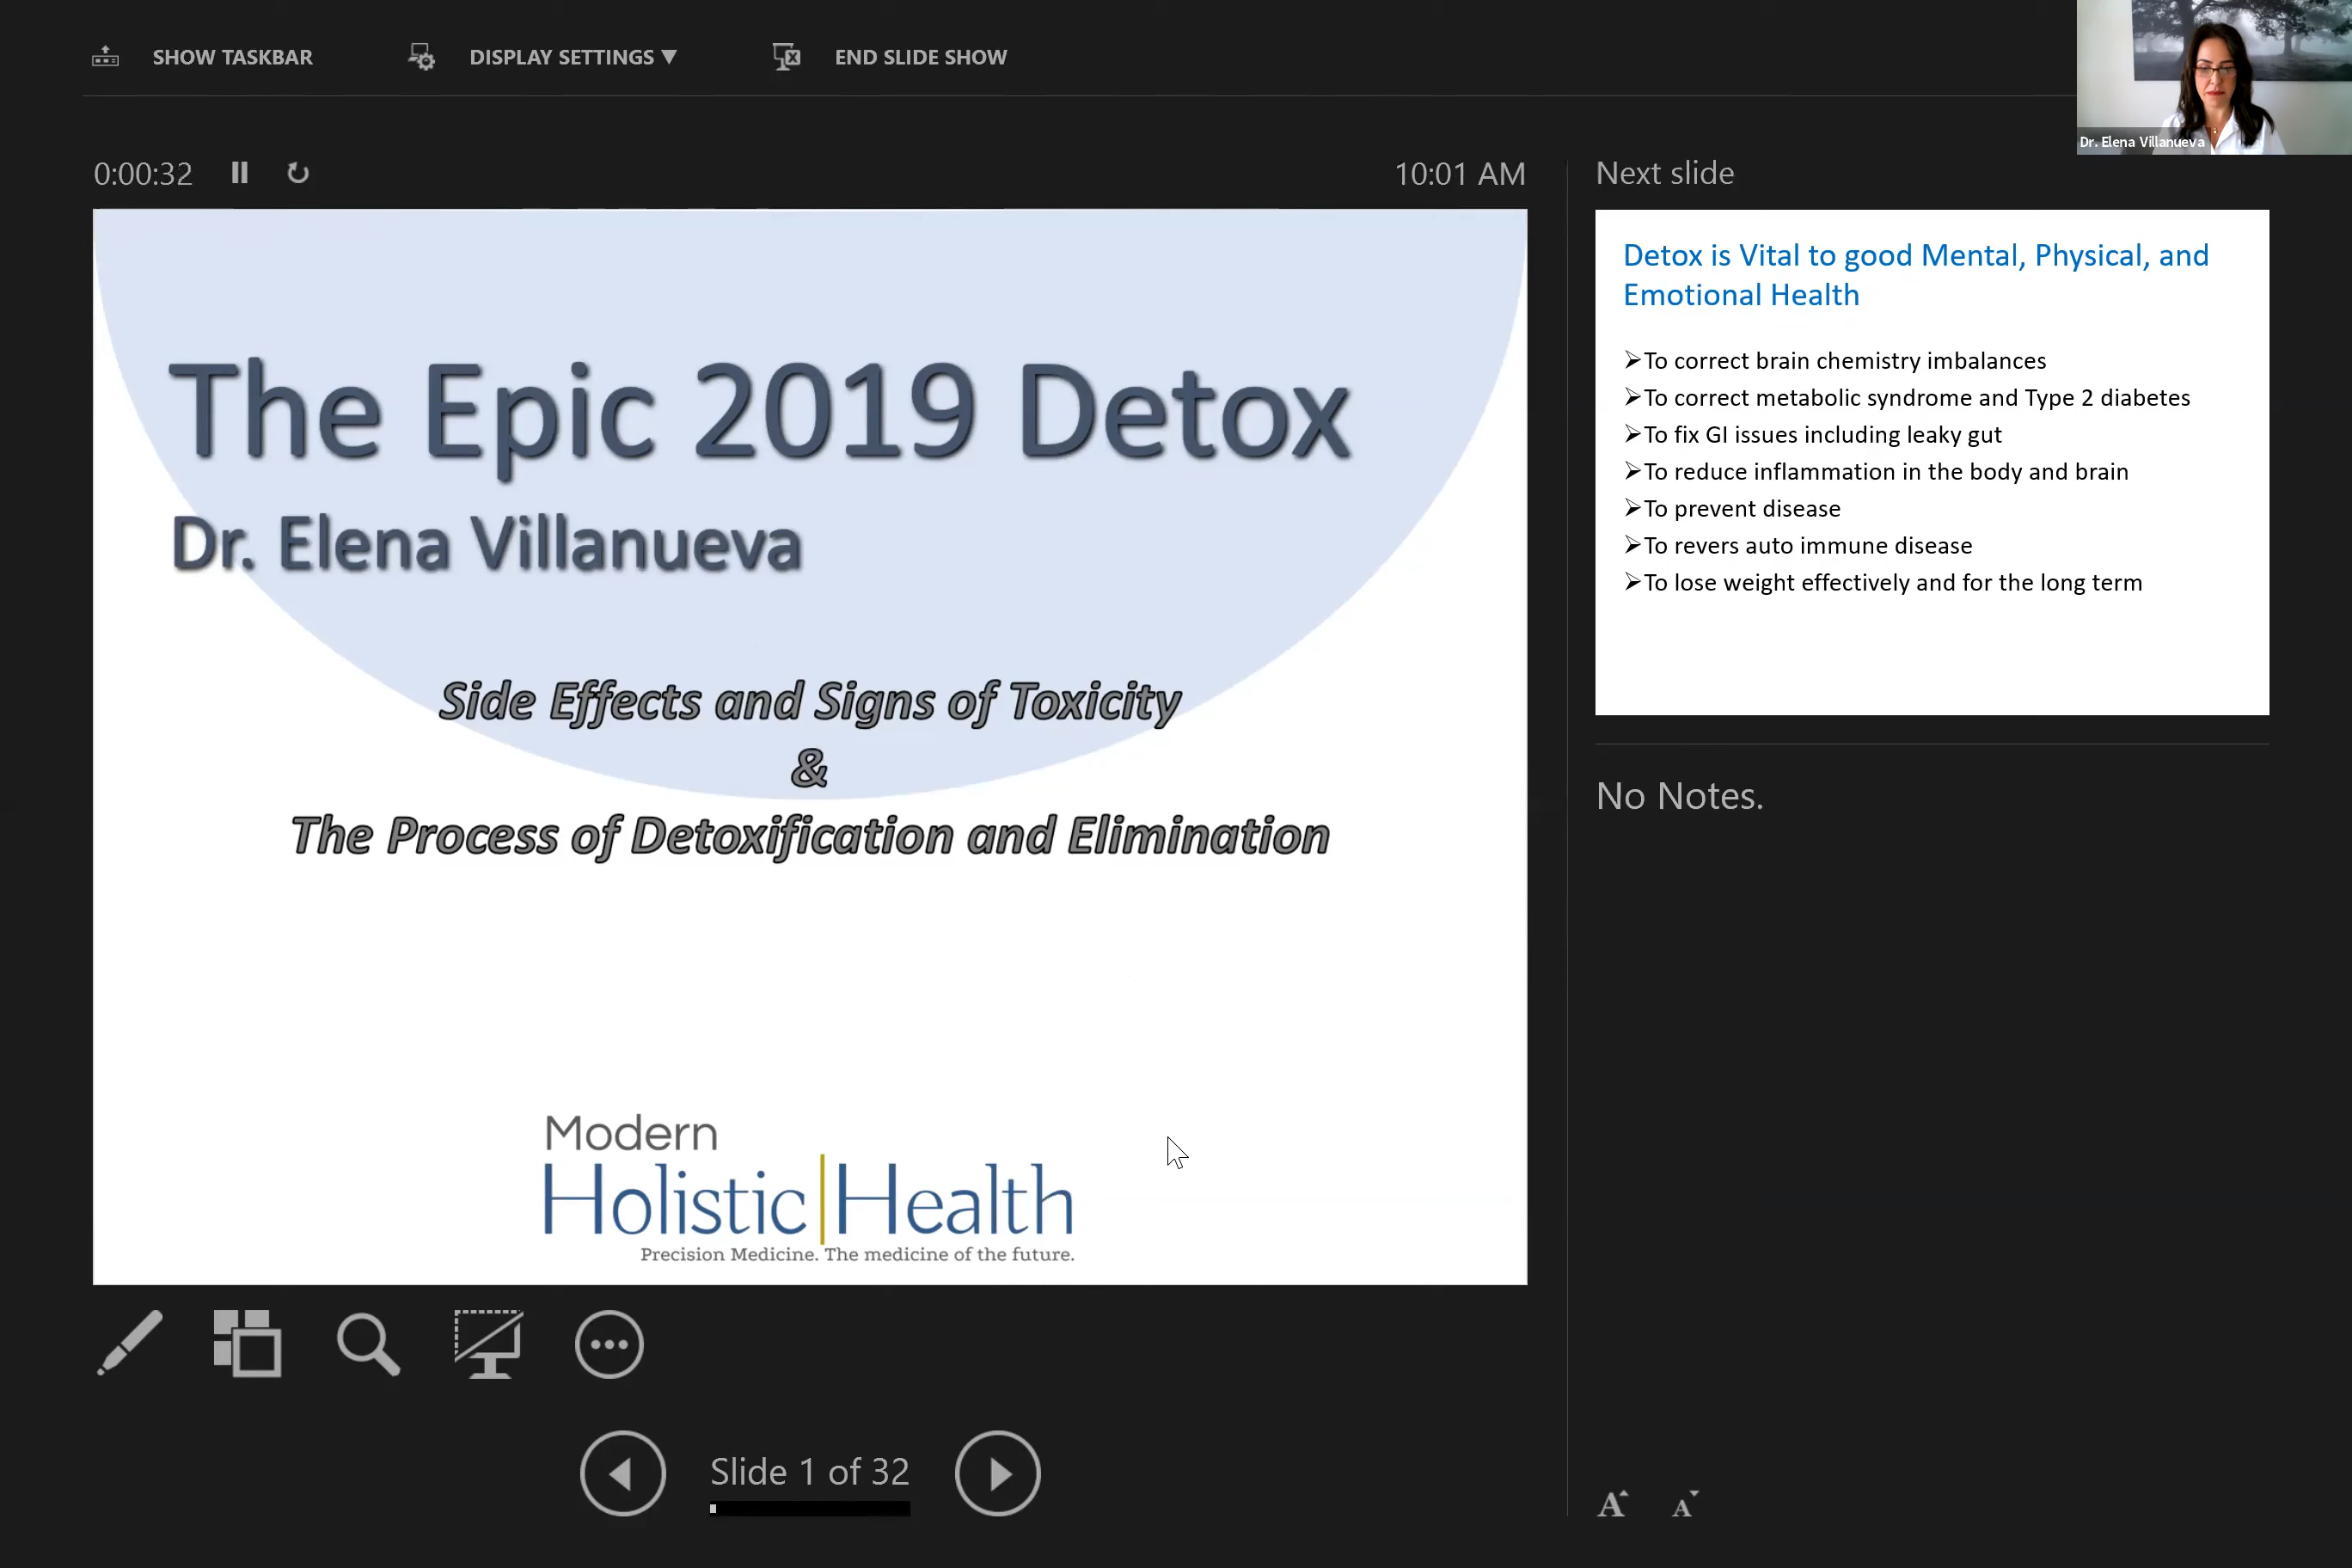 SHOW TASKBAR
DISPLAY SETTINGS ▼
END SLIDE SHOW
Dr. Elena Villanueva
0:00:32
10:01 AM
The Epic 2019 Detox
Dr. Elena Villanueva
Side Effects and Signs of Toxicity
&
The Process of Detoxification and Elimination
Modern
Holistic|Health
Precision Medicine. The medicine of the future.
Slide 1 of 32
Next slide
Detox is Vital to good Mental, Physical, and
Emotional Health
➢To correct brain chemistry imbalances
➢To correct metabolic syndrome and Type 2 diabetes
➢To fix GI issues including leaky gut
➢To reduce inflammation in the body and brain
➢To prevent disease
➢To revers auto immune disease
➢To lose weight effectively and for the long term
No Notes.
A A